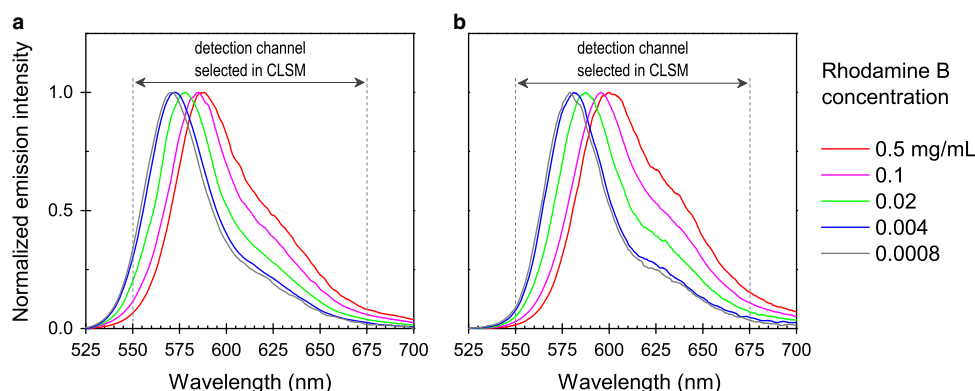 a
detection channel
selected in CLSM
Normalized emission intensity
1.0
0.5
0.0
525 550 575 600 625 650 675 700
Wavelength (nm)
b
detection channel
selected in CLSM
525 550 575 600 625 650 675 700
Wavelength (nm)
Rhodamine B
concentration
0.5 mg/mL
0.1
0.02
0.004
0.0008